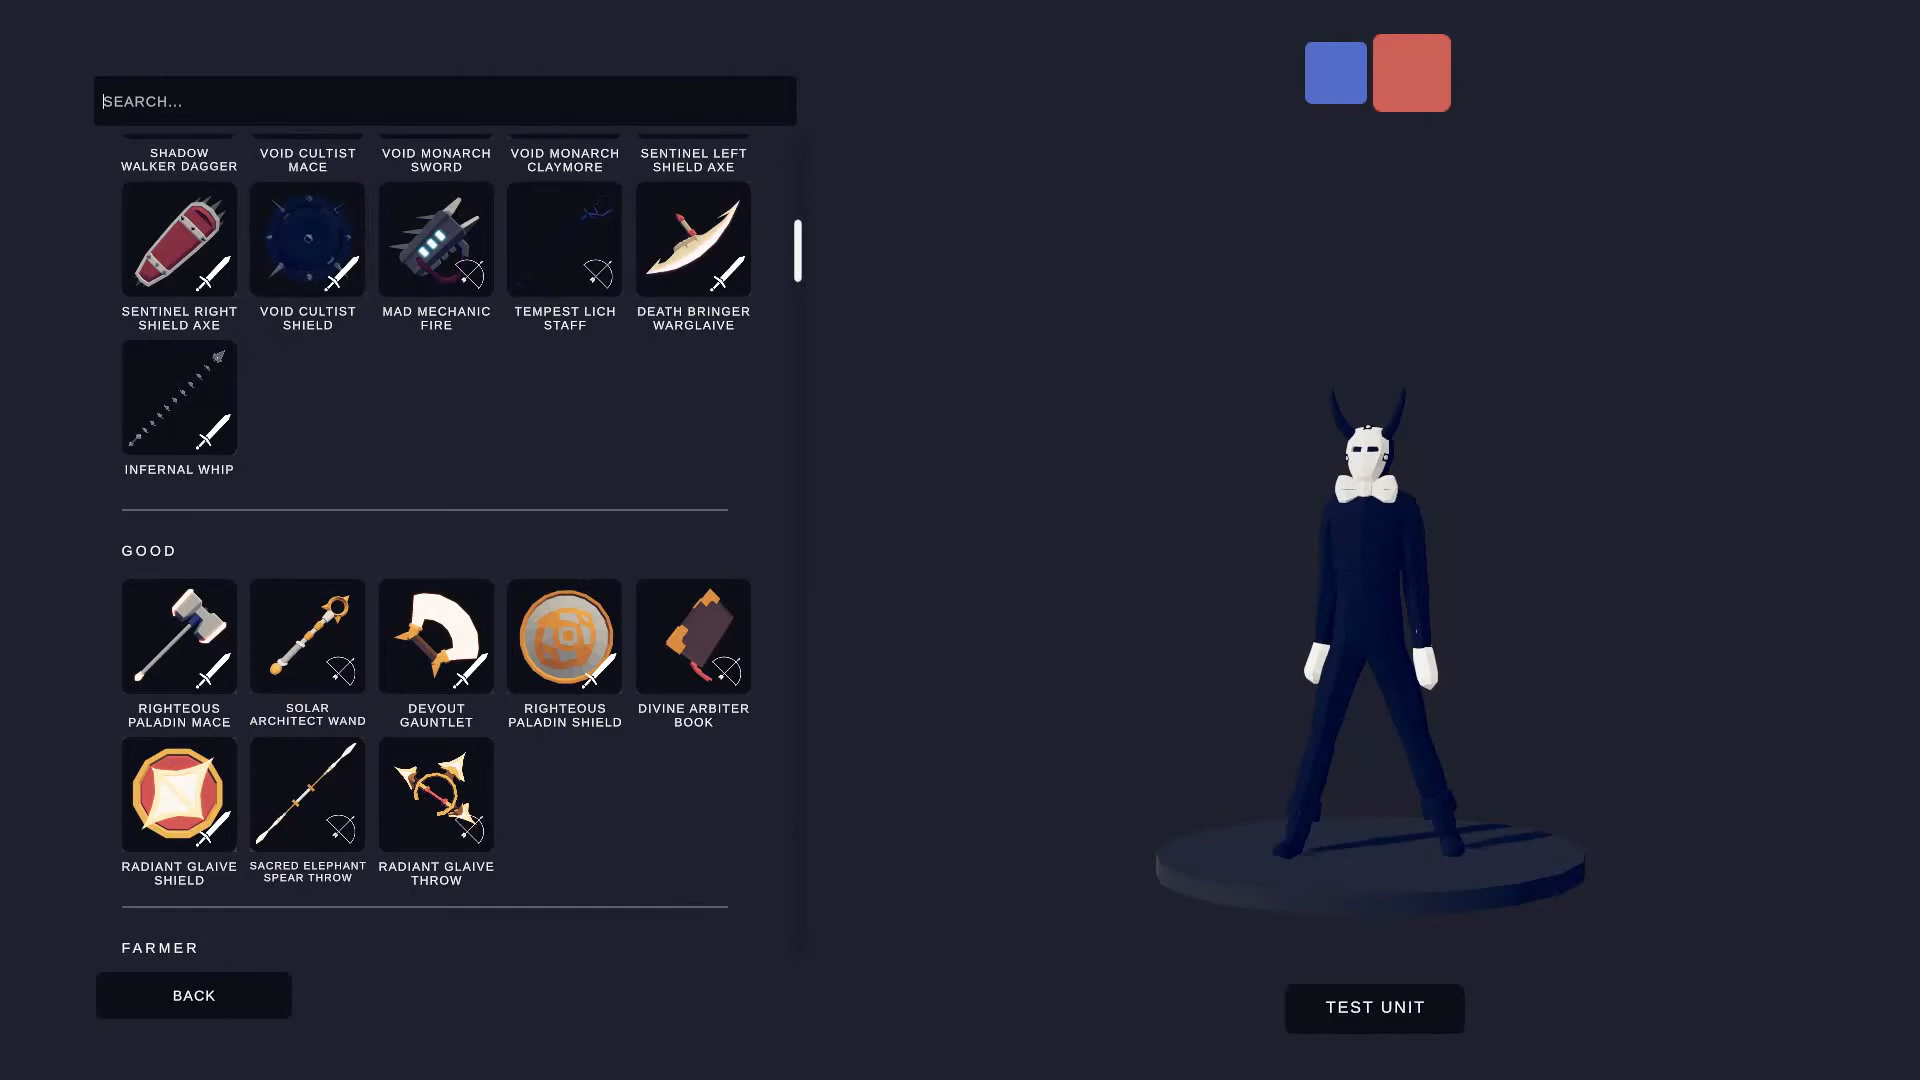 SEARCH...
SHADOW
WALKER DAGGER
VOID CULTIST
MACE
VOID MONARCH
SWORD
VOID MONARCH
CLAYMORE
SENTINEL LEFT
SHIELD AXE
SENTINEL RIGHT
SHIELD AXE
VOID CULTIST
SHIELD
MAD MECHANIC
FIRE
TEMPEST LICH
STAFF
DEATH BRINGER
WARGLAIVE
INFERNAL WHIP
GOOD
RIGHTEOUS
PALADIN MACE
SOLAR
ARCHITECT WAND
DEVOUT
GAUNTLET
RIGHTEOUS
PALADIN SHIELD
DIVINE ARBITER
BOOK
RADIANT GLAIVE
SHIELD
SACRED ELEPHANT
SPEAR THROW
RADIANT GLAIVE
THROW
FARMER
BACK
TEST UNIT